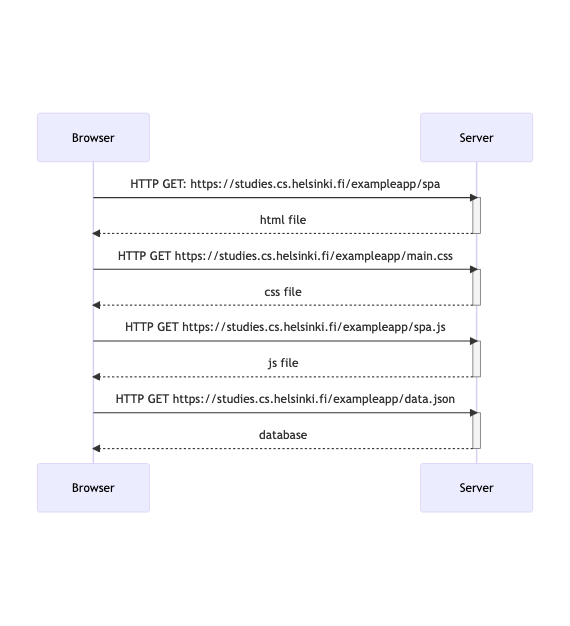 Browser
Server
HTTP GET: https://studies.cs.helsinki.fi/exampleapp/spa
html file
HTTP GET https://studies.cs.helsinki.fi/exampleapp/main.css
css file
HTTP GET https://studies.cs.helsinki.fi/exampleapp/spa.js
js file
HTTP GET https://studies.cs.helsinki.fi/exampleapp/data.json
database
Browser
Server